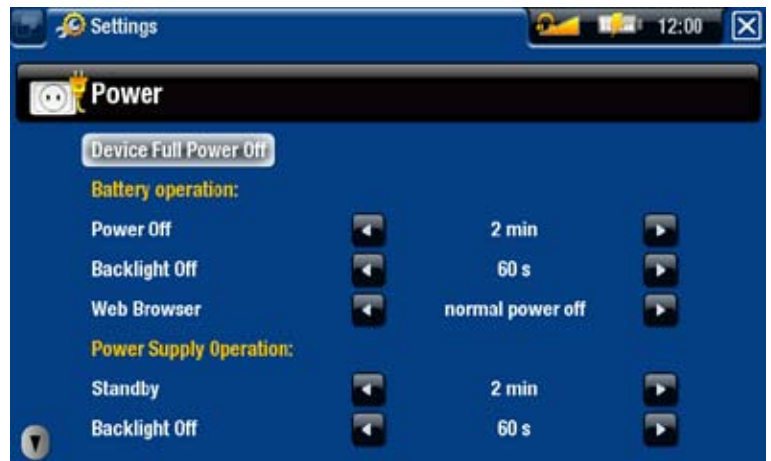 Settings
12:00
Power
Device Full Power Off
Battery operation:
Power Off 2 min
Backlight Off 60 s
Web Browser normal power off
Power Supply Operation:
Standby 2 min
Backlight Off 60 s